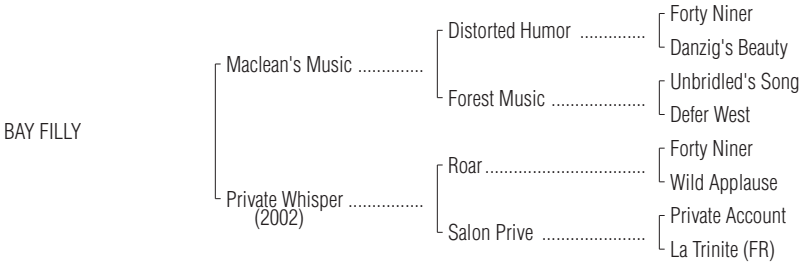 Forty Niner
Distorted Humor ..............
Danzig's Beauty
Maclean's Music ..............
Unbridled's Song
Forest Music ....................
Defer West
BAY FILLY
Forty Niner
Roar ..................................
Wild Applause
Private Whisper ................
(2002)
Private Account
Salon Prive ......................
La Trinite (FR)